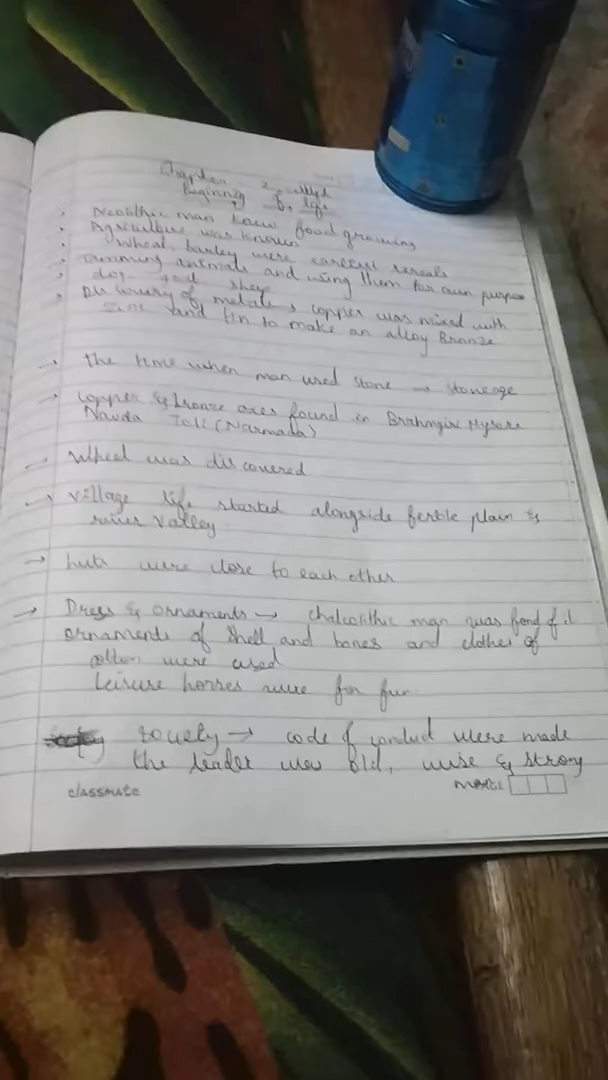 Chapter 2 settled
Beginning of life
Neolithic man knew food growing
Agriculture was known
Wheat, barley were earliest cereals
Tamming animals and using them for own purpose
dog and sheep
Discovery of metals, copper was mixed with
zinc and tin to make an alloy Bronze
→ The time when man used stone → stoneage
→ Copper & bronze axes found in Brahmgiri Mysore
Navda Toli (Narmada)
→ Wheel was discovered
→ Village life started alongside fertile plain &
river valley
→ huts were close to each other
→ Dress & ornaments → chalcolithic man was fond of it
ornaments of shell and bones and clothes of
cotton were used
Leisure horses were for fun
→ code of conduct were made
the leader was old, wise & strong
classmate